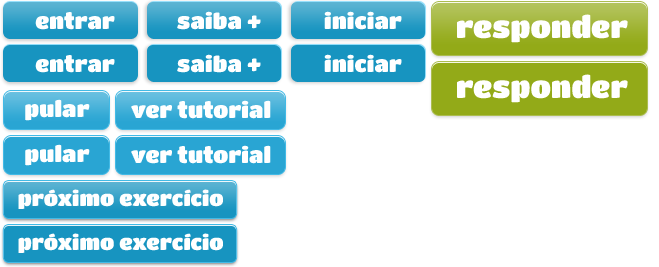 entrar saiba + iniciar responder
entrar saiba + iniciar responder
pular ver tutorial
pular ver tutorial
próximo exercício
próximo exercício